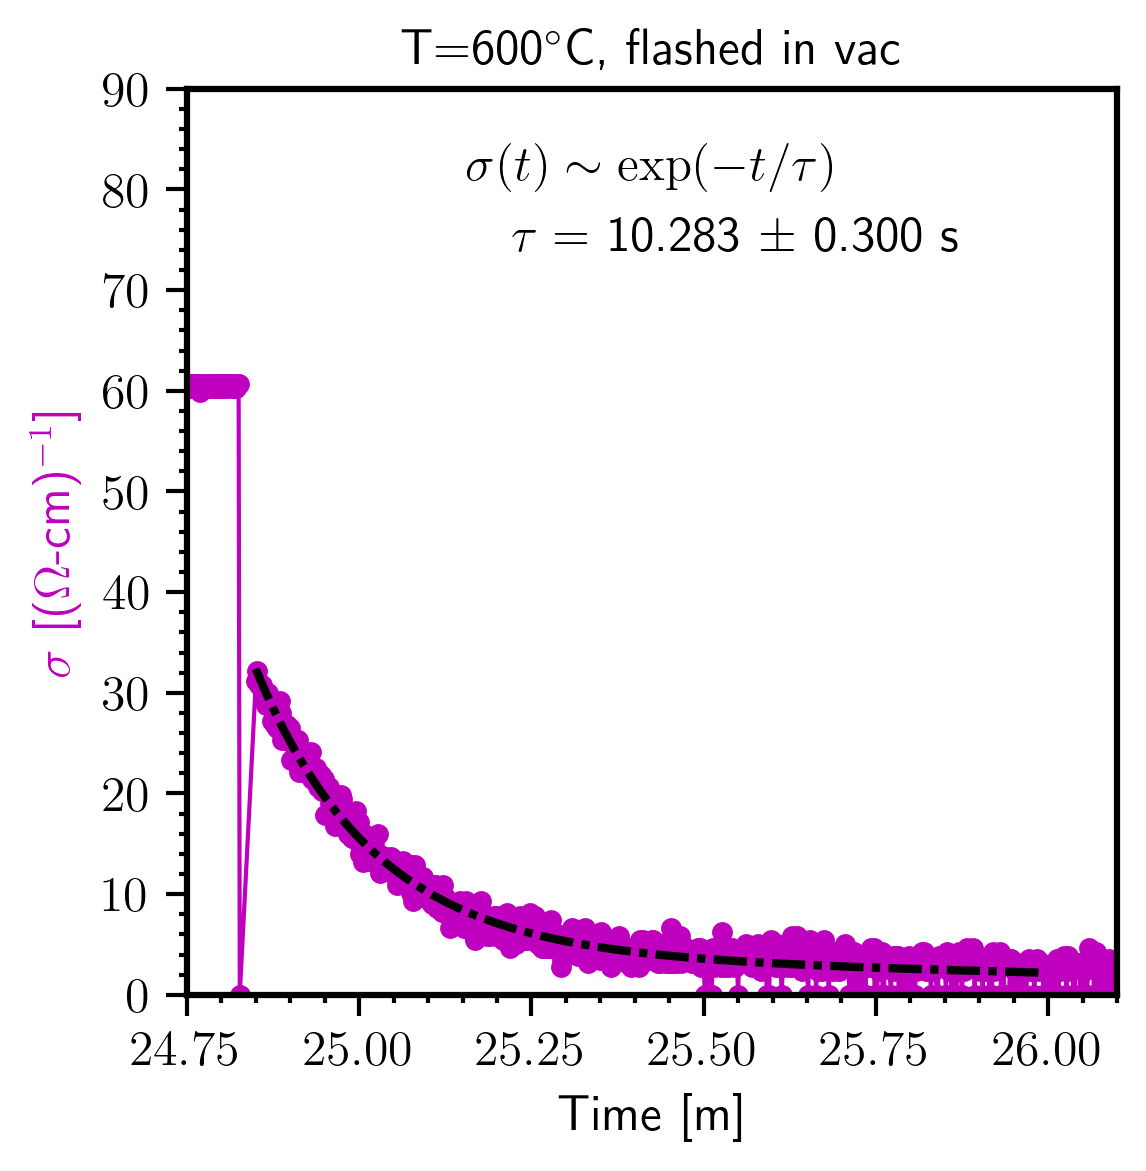 T=600°C, flashed in vac
σ(t) ∼ exp(−t/τ)
τ = 10.283 ± 0.300 s
σ [(Ω-cm)⁻¹]
90
80
70
60
50
40
30
20
10
0
24.75 25.00 25.25 25.50 25.75 26.00
Time [m]